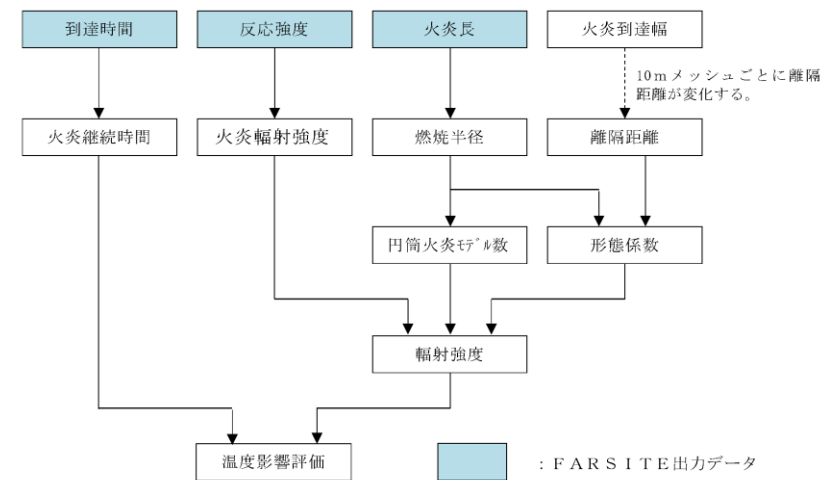 到達時間
反応強度
火炎長
火炎到達幅
10mメッシュごとに離隔
距離が変化する。
火炎継続時間
火炎輻射強度
燃焼半径
離隔距離
円筒火炎ﾓﾃﾞﾙ数
形態係数
輻射強度
温度影響評価
：ＦＡＲＳＩＴＥ出力データ